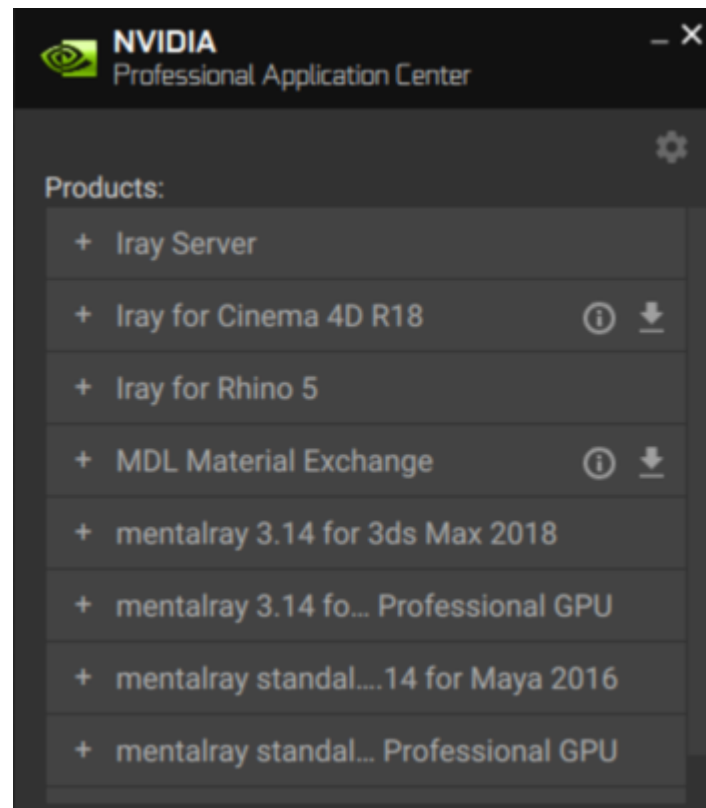 NVIDIA
Professional Application Center
Products:
+ Iray Server
+ Iray for Cinema 4D R18
+ Iray for Rhino 5
+ MDL Material Exchange
+ mentalray 3.14 for 3ds Max 2018
+ mentalray 3.14 fo... Professional GPU
+ mentalray standal....14 for Maya 2016
+ mentalray standal... Professional GPU